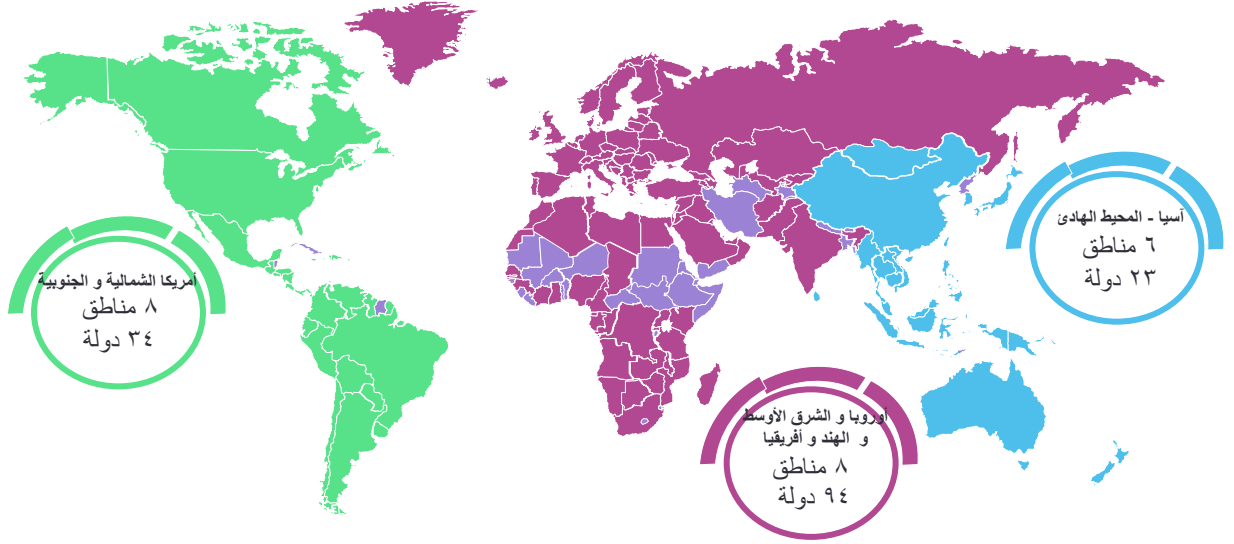 آسيا - المحيط الهادئ
٦ مناطق
٢٣ دولة
أمريكا الشمالية و الجنوبية
٨ مناطق
٣٤ دولة
أوروبا و الشرق الأوسط
و الهند و أفريقيا
٨ مناطق
٩٤ دولة